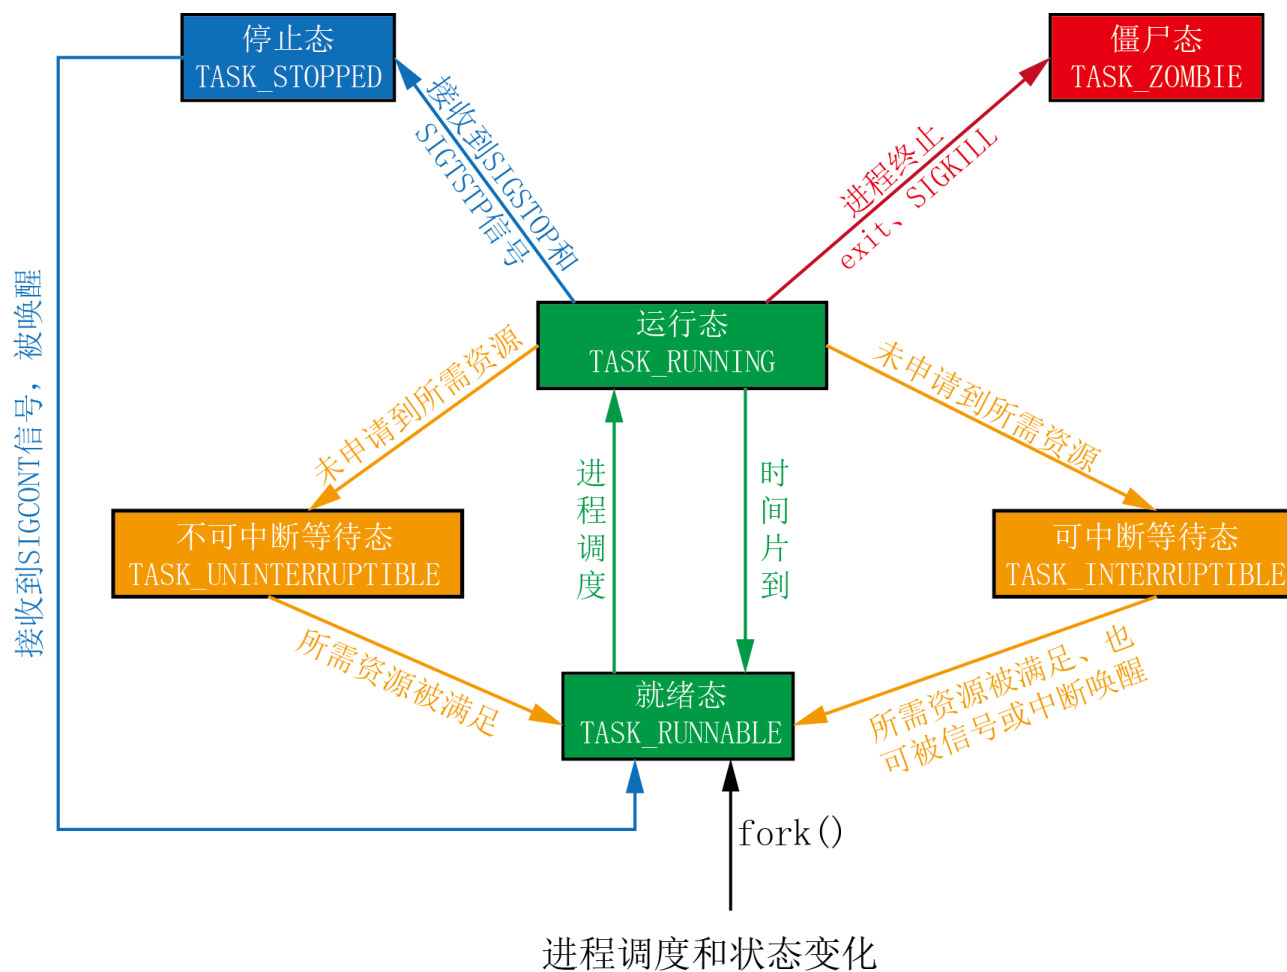 停止态
TASK_STOPPED
僵尸态
TASK_ZOMBIE
接收到SIGSTOP和
SIGTSTP信号
进程终止
exit、SIGKILL
接收到SIGCONT信号，被唤醒
运行态
TASK_RUNNING
未申请到所需资源
未申请到所需资源
进程调度
时间片到
不可中断等待态
TASK_UNINTERRUPTIBLE
可中断等待态
TASK_INTERRUPTIBLE
所需资源被满足
所需资源被满足、也
可被信号或中断唤醒
就绪态
TASK_RUNNABLE
fork()
进程调度和状态变化